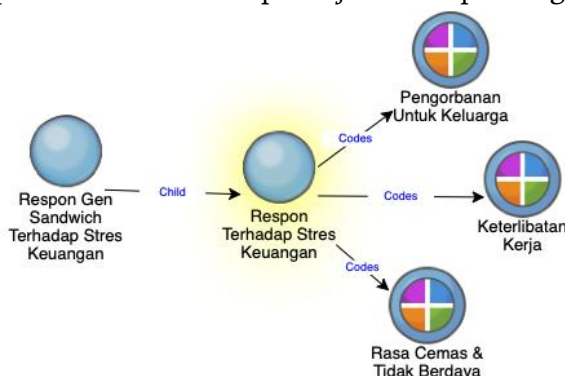 Pengorbanan
Untuk Keluarga
Codes
Respon Gen
Sandwich
Terhadap Stres
Keuangan
Child
Respon
Terhadap Stres
Keuangan
Codes
Keterlibatan
Kerja
Codes
Rasa Cemas &
Tidak Berdaya